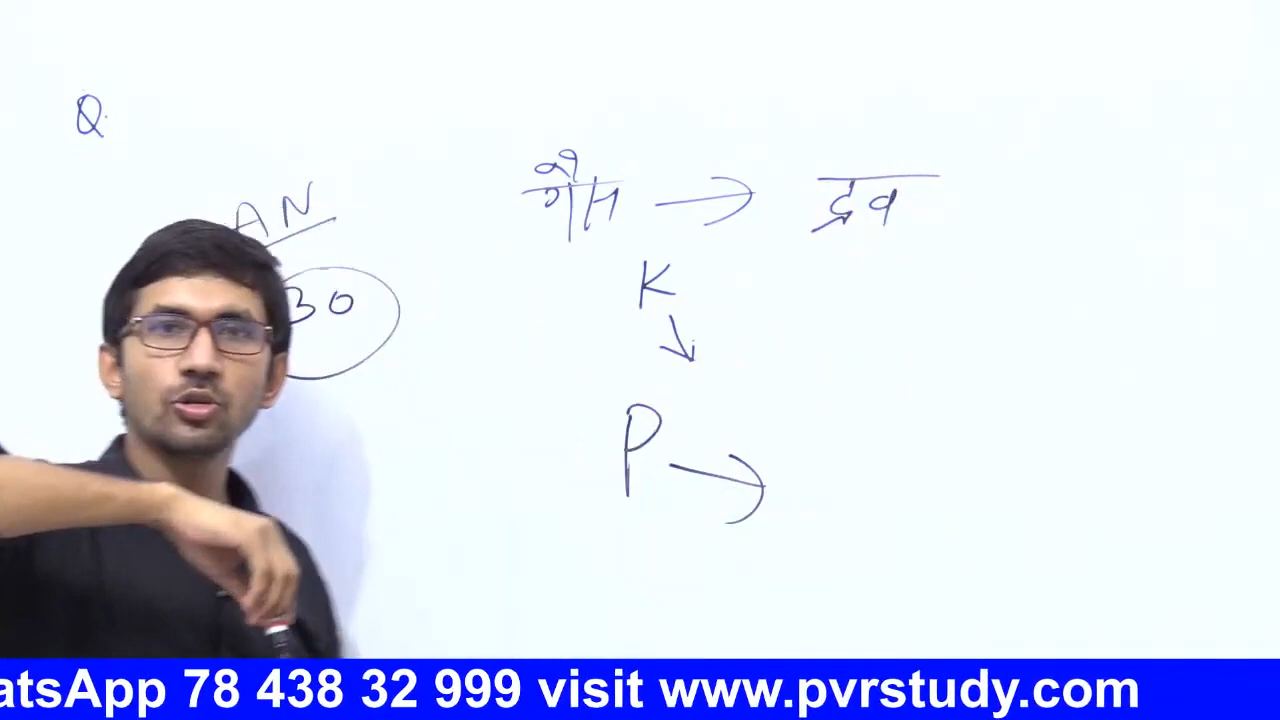 Q
AN
30
गैस → द्रव
K
↓
P →
atsApp 78 438 32 999 visit www.pvrstudy.com